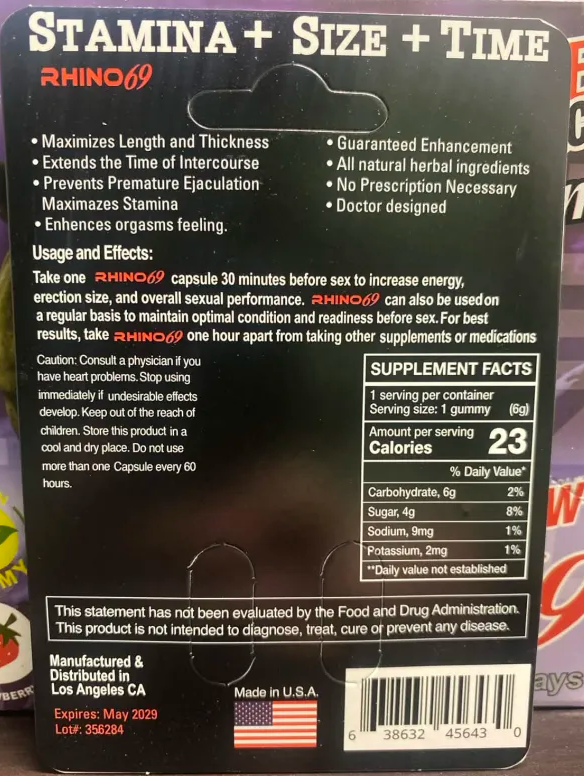 STAMINA + SIZE + TIME
RHINO69
• Maximizes Length and Thickness
• Extends the Time of Intercourse
• Prevents Premature Ejaculation
Maximazes Stamina
• Enhences orgasms feeling.
• Guaranteed Enhancement
• All natural herbal ingredients
• No Prescription Necessary
• Doctor designed
Usage and Effects:
Take one RHINO69 capsule 30 minutes before sex to increase energy,
erection size, and overall sexual performance. RHINO69 can also be used on
a regular basis to maintain optimal condition and readiness before sex. For best
results, take RHINO69 one hour apart from taking other supplements or medications
Caution: Consult a physician if you
have heart problems. Stop using
immediately if undesirable effects
develop. Keep out of the reach of
children. Store this product in a
cool and dry place. Do not use
more than one Capsule every 60
hours.
SUPPLEMENT FACTS
1 serving per container
Serving size: 1 gummy (6g)
Amount per serving
Calories 23
% Daily Value*
Carbohydrate, 6g 2%
Sugar, 4g 8%
Sodium, 9mg 1%
Potassium, 2mg 1%
**Daily value not established
This statement has not been evaluated by the Food and Drug Administration.
This product is not intended to diagnose, treat, cure or prevent any disease.
Manufactured &
Distributed in
Los Angeles CA
Expires: May 2029
Lot#: 356284
Made in U.S.A.
6 38632 45643 0